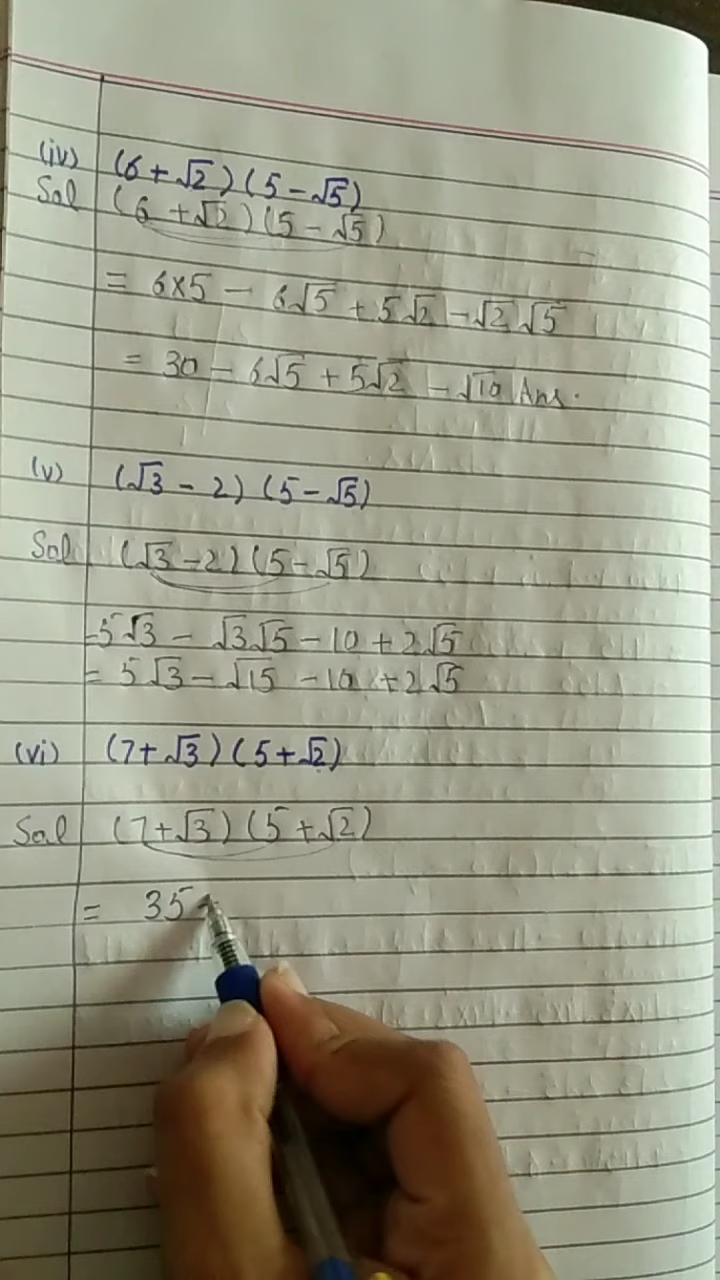 (iv) (6 + √2) (5 - √5)
Sol (6 + √2) (5 - √5)
= 6×5 - 6√5 + 5√2 - √2 √5
= 30 - 6√5 + 5√2 - √10 Ans.
(v) (√3 - 2) (5 - √5)
Sol (√3 - 2) (5 - √5)
= 5√3 - √3√5 - 10 + 2√5
= 5√3 - √15 - 10 + 2√5
(vi) (7 + √3) (5 + √2)
Sol (7 + √3) (5 + √2)
= 35